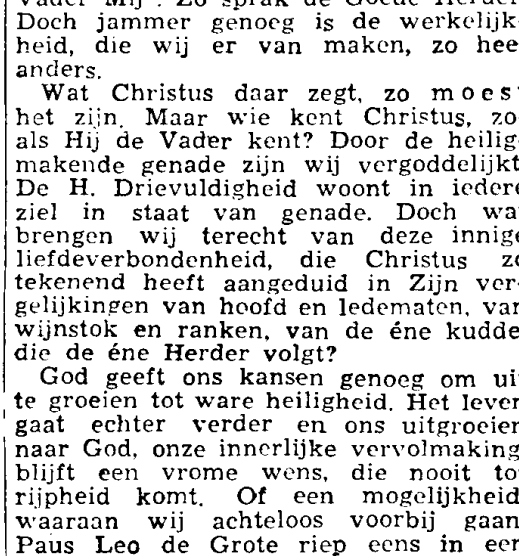 Vader Mij". Zo sprak de Goede Herder
Doch jammer genoeg is de werkelijk-
heid, die wij er van maken, zo hee
anders.
Wat Christus daar zegt, zo moes
het zijn. Maar wie kent Christus, zo
als Hij de Vader kent? Door de heilig-
makende genade zijn wij vergoddelijkt
De H. Drievuldigheid woont in iedere
ziel in staat van genade. Doch wa
brengen wij terecht van deze innige
liefdeverbondenheid, die Christus zo
tekenend heeft aangeduid in Zijn ver-
gelijkingen van hoofd en ledematen, van
wijnstok en ranken, van de éne kudde
die de éne Herder volgt?
God geeft ons kansen genoeg om ui
te groeien tot ware heiligheid. Het leven
gaat echter verder en ons uitgroeien
naar God, onze innerlijke vervolmaking
blijft een vrome wens, die nooit to
rijpheid komt. Of een mogelijkheid
waaraan wij achteloos voorbij gaan
Paus Leo de Grote riep eens in een